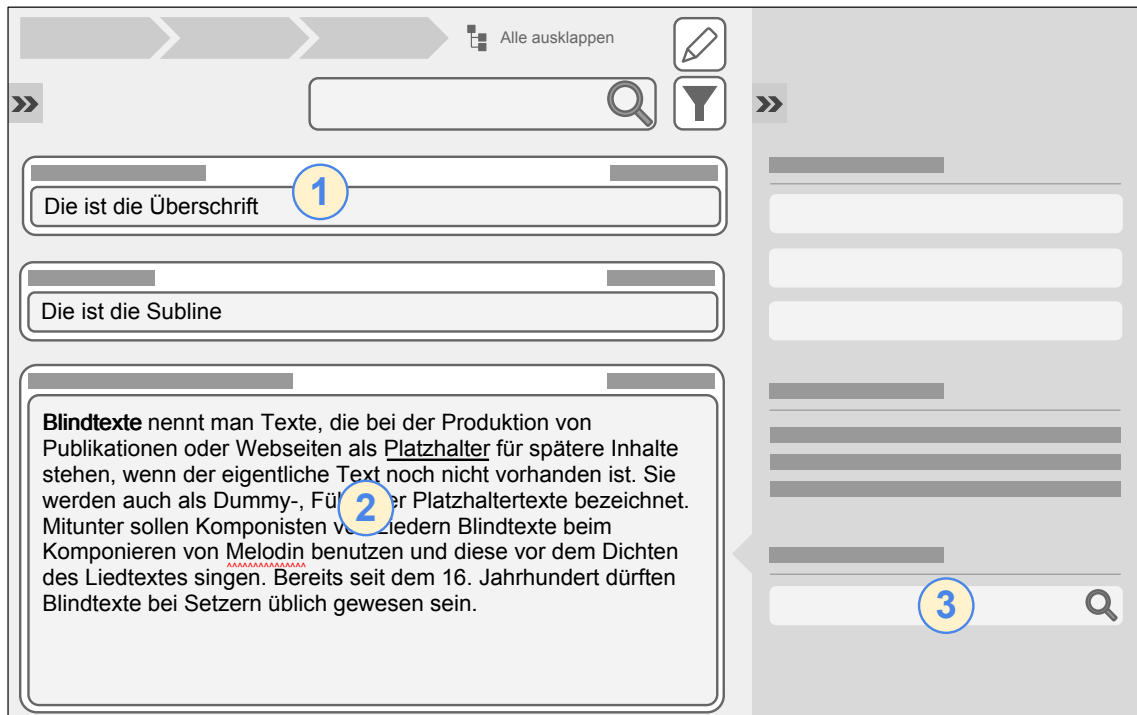 Alle ausklappen
1
Die ist die Überschrift
Die ist die Subline
Blindtexte nennt man Texte, die bei der Produktion von
Publikationen oder Webseiten als Platzhalter für spätere Inhalte
stehen, wenn der eigentliche Text noch nicht vorhanden ist. Sie
werden auch als Dummy-, er Platzhaltertexte bezeichnet.
2
Mitunter sollen Komponisten Liedern Blindtexte beim
Komponieren von Melodin benutzen und diese vor dem Dichten
des Liedtextes singen. Bereits seit dem 16. Jahrhundert dürften
Blindtexte bei Setzern üblich gewesen sein.
3